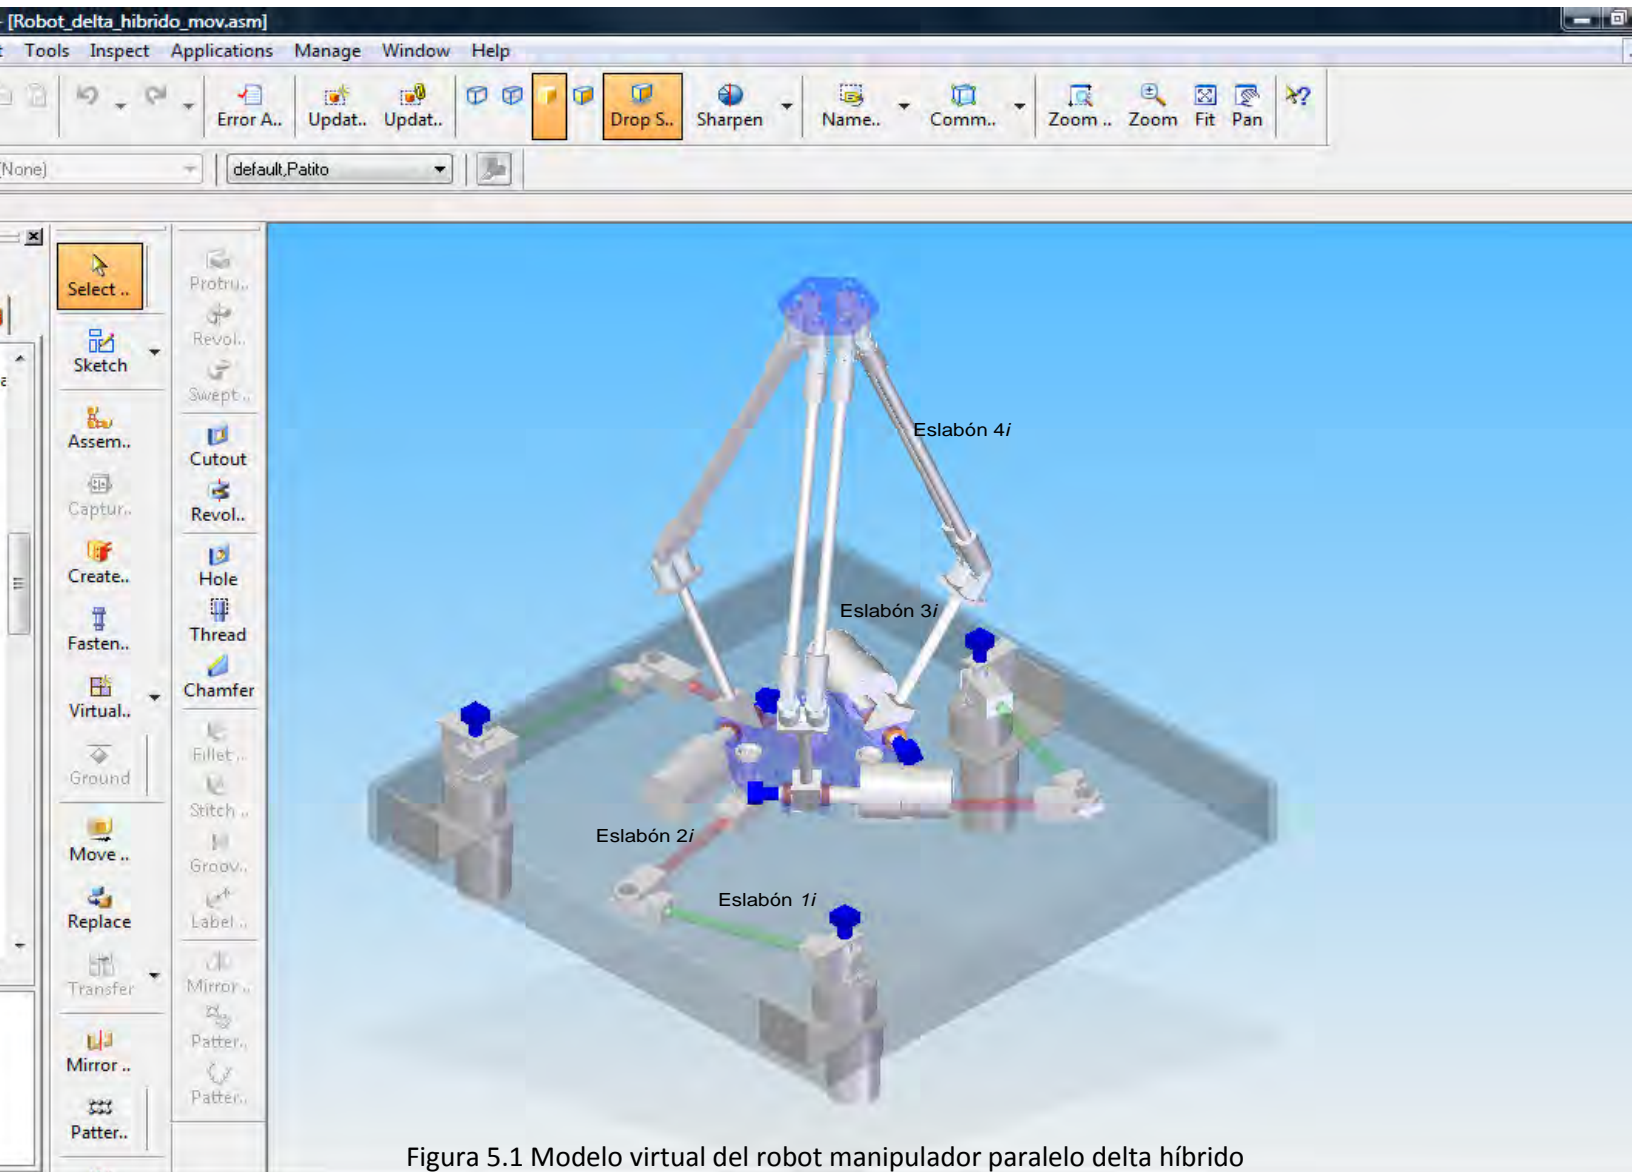 - [Robot_delta_hibrido_mov.asm]
Tools Inspect Applications Manage Window Help
Error A.. Updat.. Updat.. Drop S.. Sharpen Name.. Comm.. Zoom .. Zoom Fit Pan
(None) default,Patito
Select ..
Sketch
Assem..
Captur..
Create..
Fasten..
Virtual..
Ground
Move ..
Replace
Transfer
Mirror ..
Patter..
Protru..
Revol..
Swept ..
Cutout
Revol..
Hole
Thread
Chamfer
Fillet ..
Stitch ..
Groov..
Label ..
Mirror ..
Patter..
Patter..
Eslabón 4i
Eslabón 3i
Eslabón 2i
Eslabón 1i
Figura 5.1 Modelo virtual del robot manipulador paralelo delta híbrido